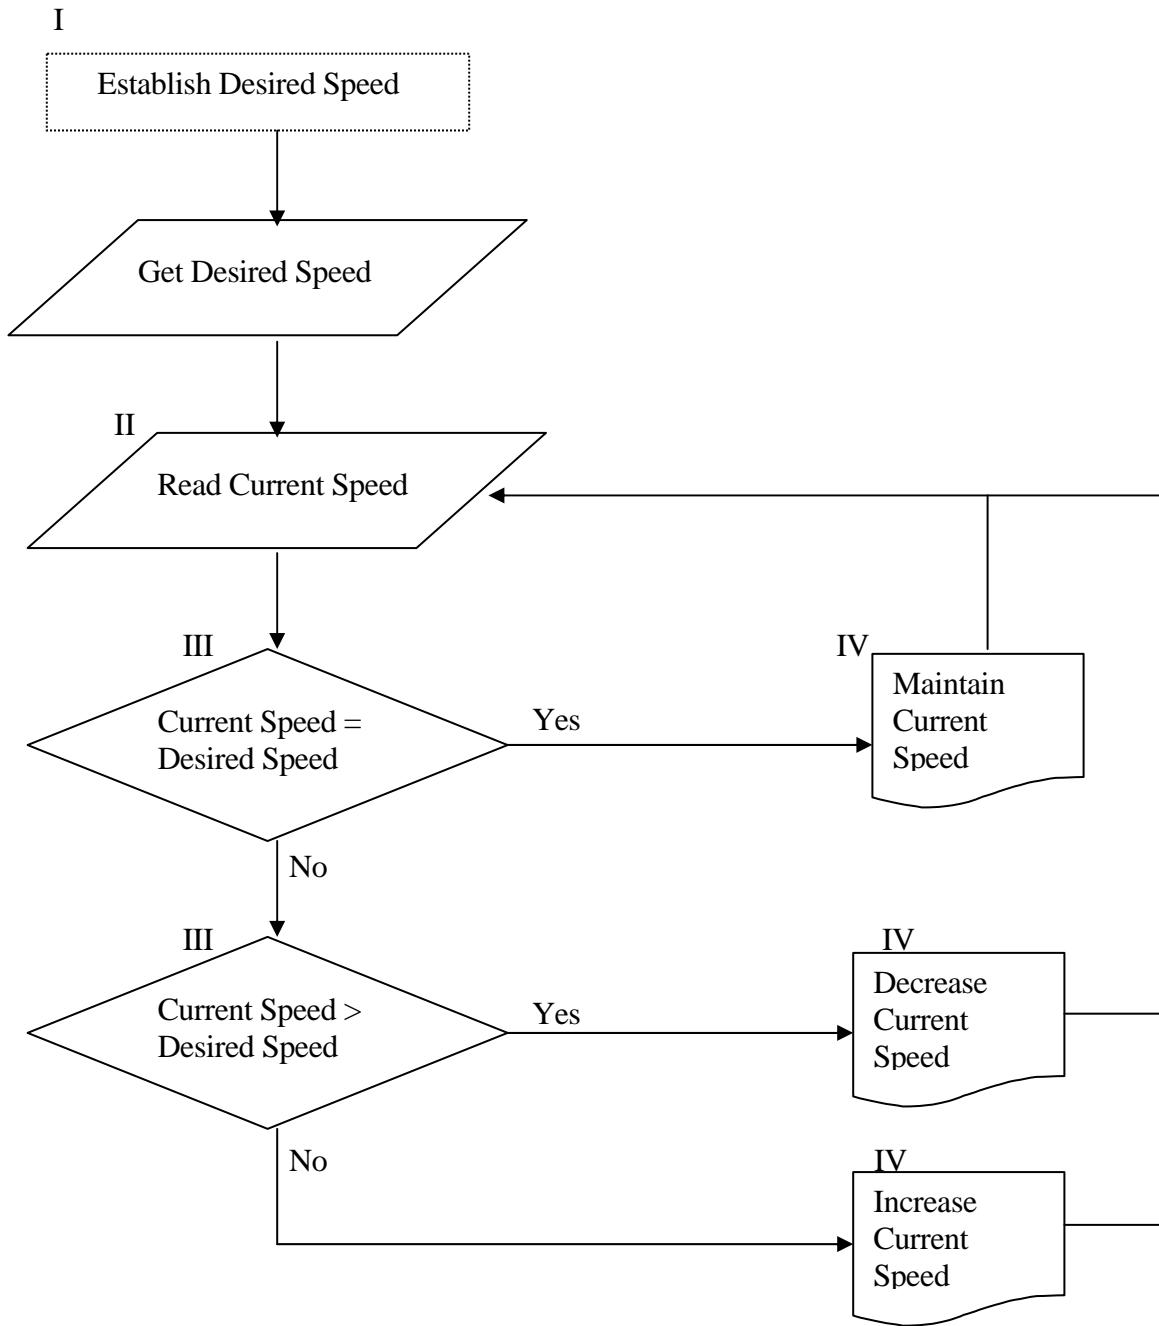 I
Establish Desired Speed
Get Desired Speed
II
Read Current Speed
III
Current Speed =
Desired Speed
Yes
IV
Maintain
Current
Speed
No
III
Current Speed >
Desired Speed
Yes
IV
Decrease
Current
Speed
No
IV
Increase
Current
Speed